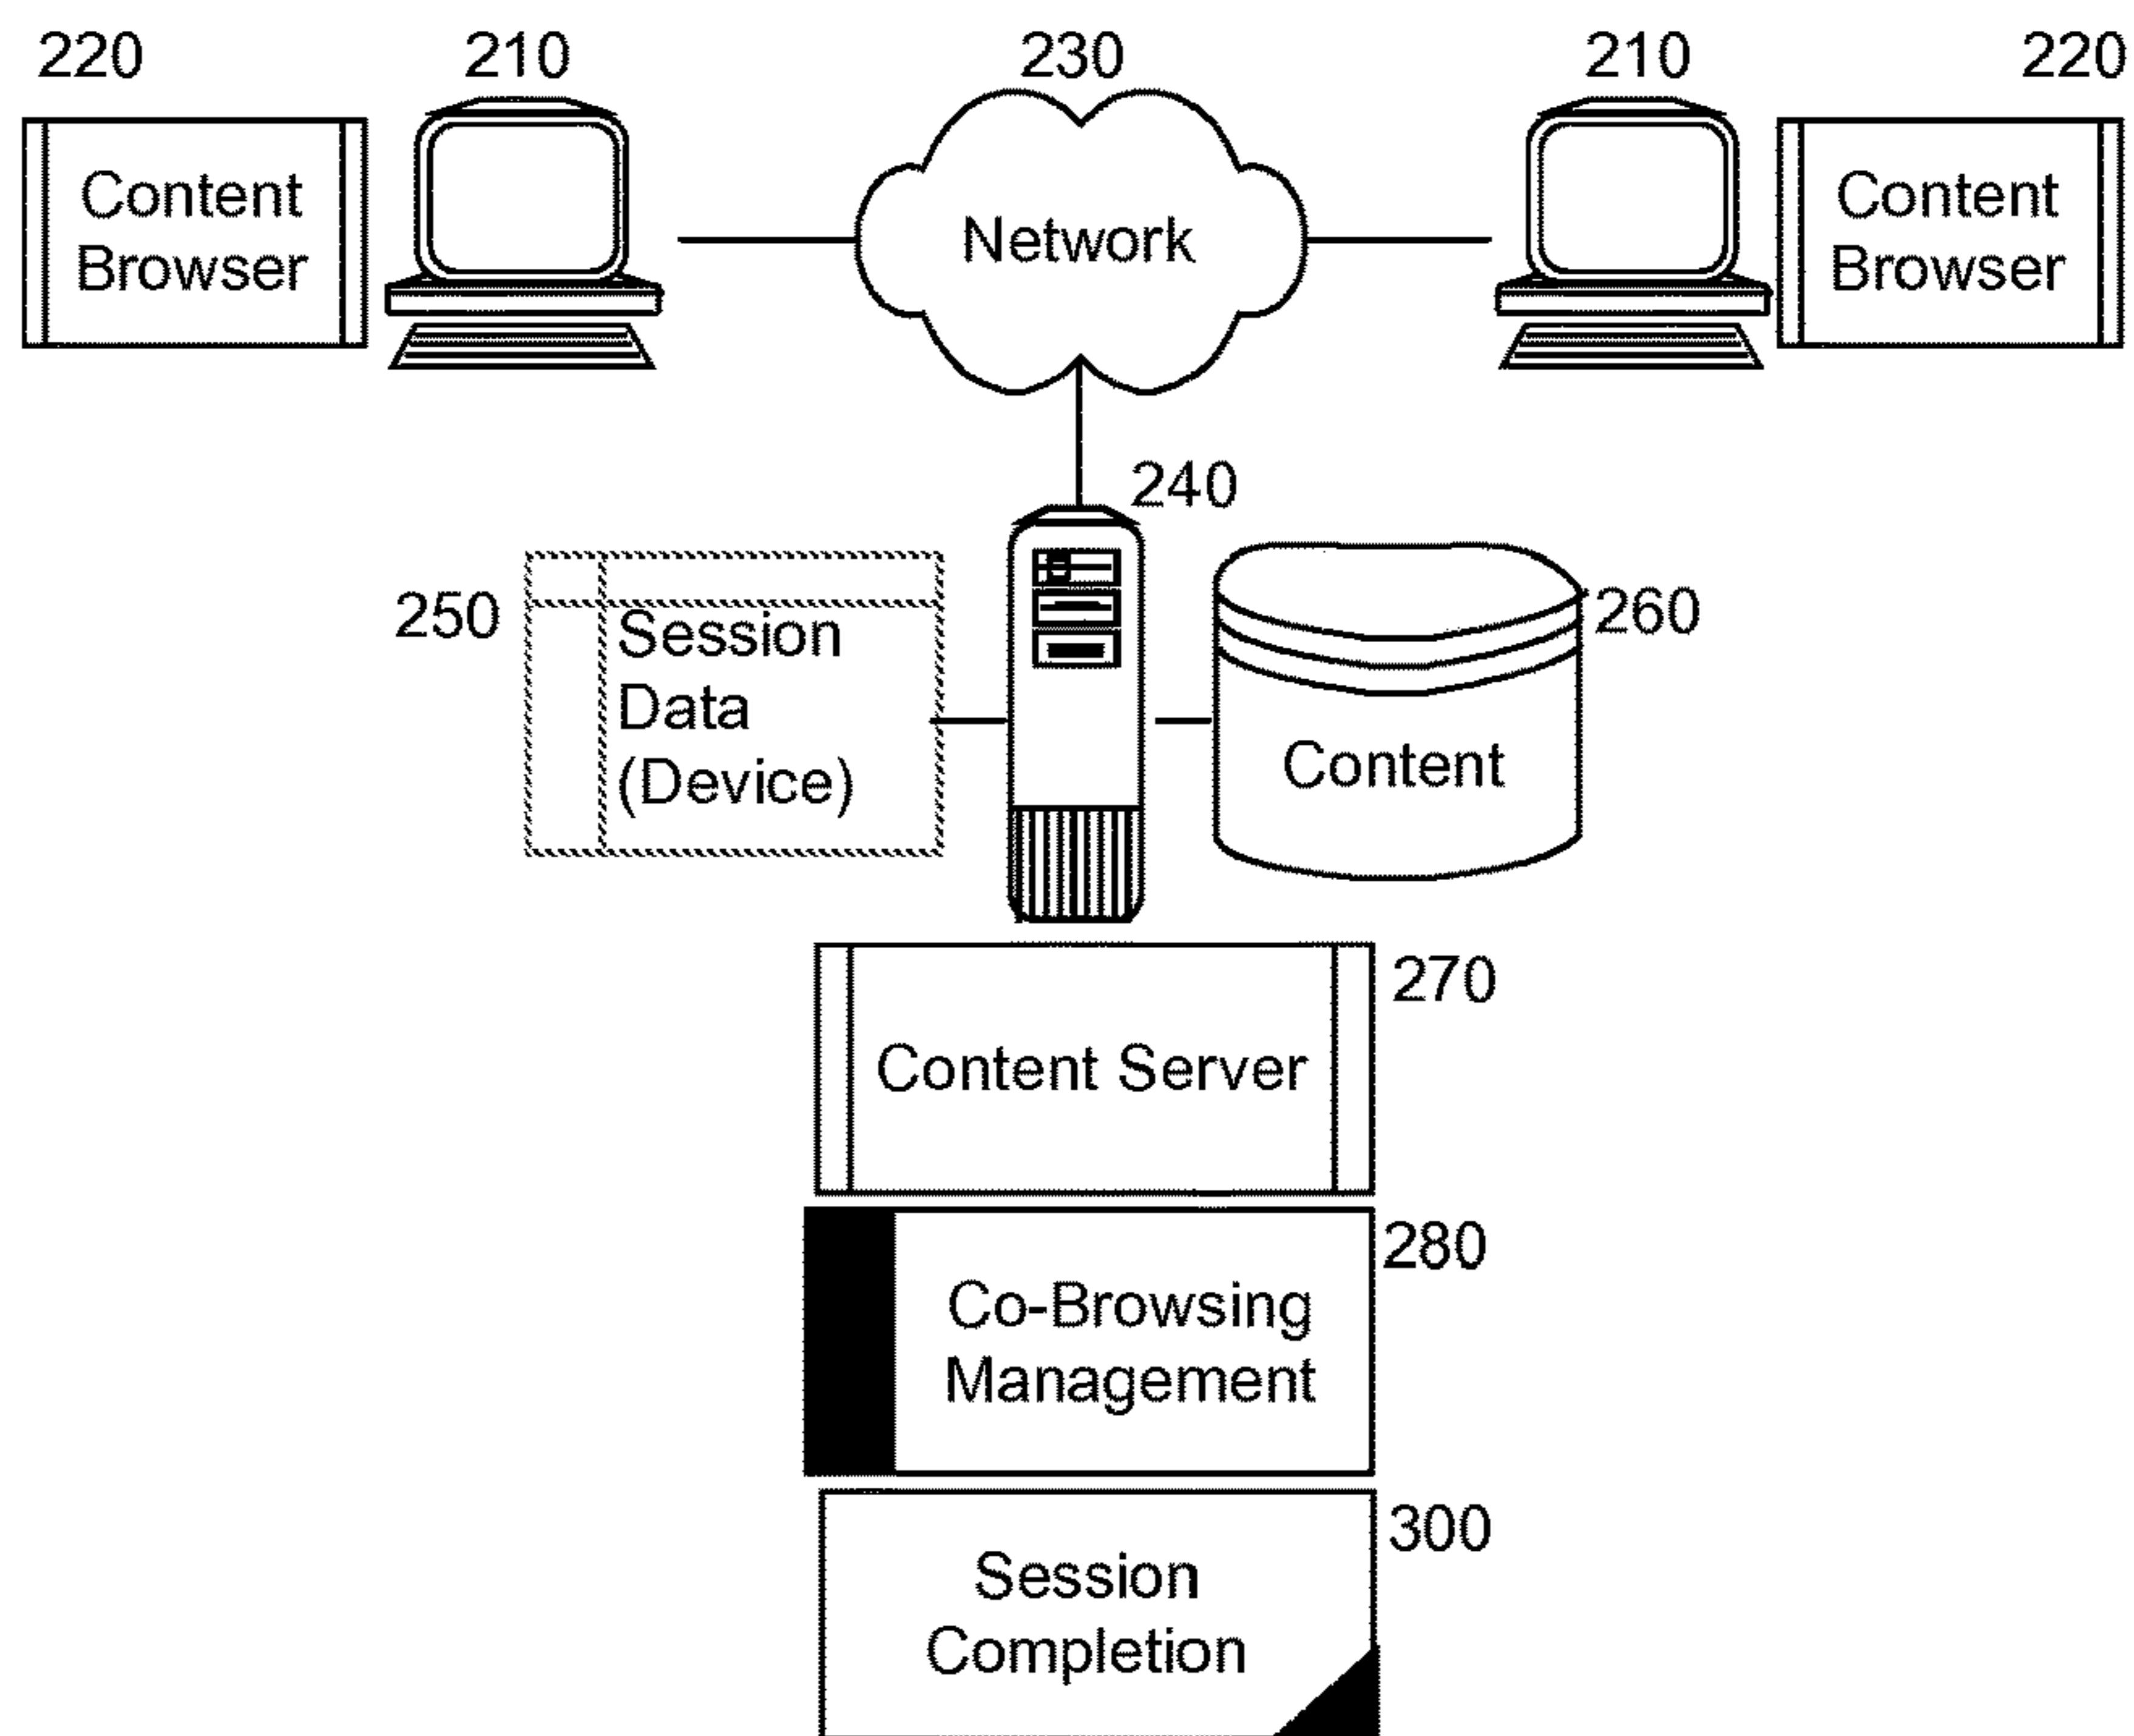 220
210
230
210
220
Content
Browser
Network
Content
Browser
240
250
Session
Data
(Device)
260
Content
270
Content Server
280
Co-Browsing
Management
300
Session
Completion